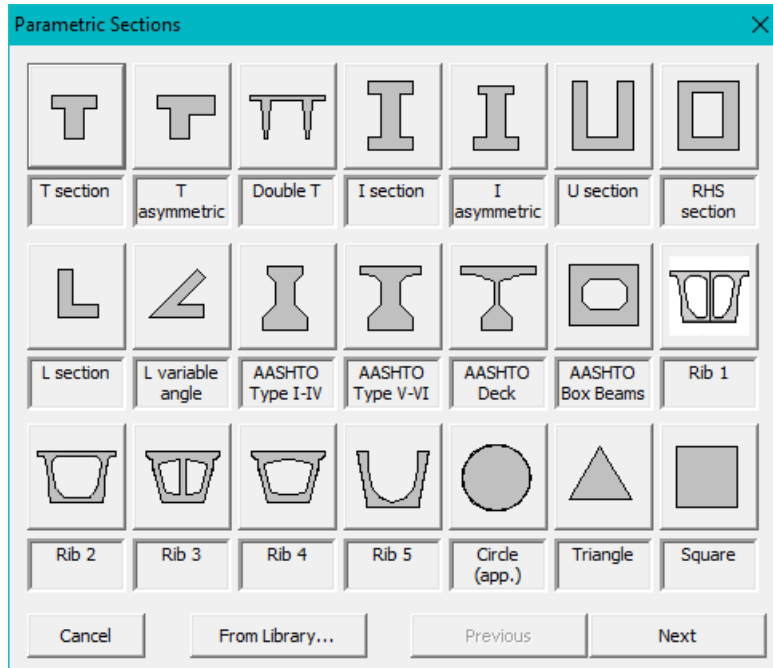 Parametric Sections
T section
T
asymmetric
Double T
I section
I
asymmetric
U section
RHS
section
L section
L variable
angle
AASHTO
Type I-IV
AASHTO
Type V-VI
AASHTO
Deck
AASHTO
Box Beams
Rib 1
Rib 2
Rib 3
Rib 4
Rib 5
Circle
(app.)
Triangle
Square
Cancel
From Library...
Previous
Next